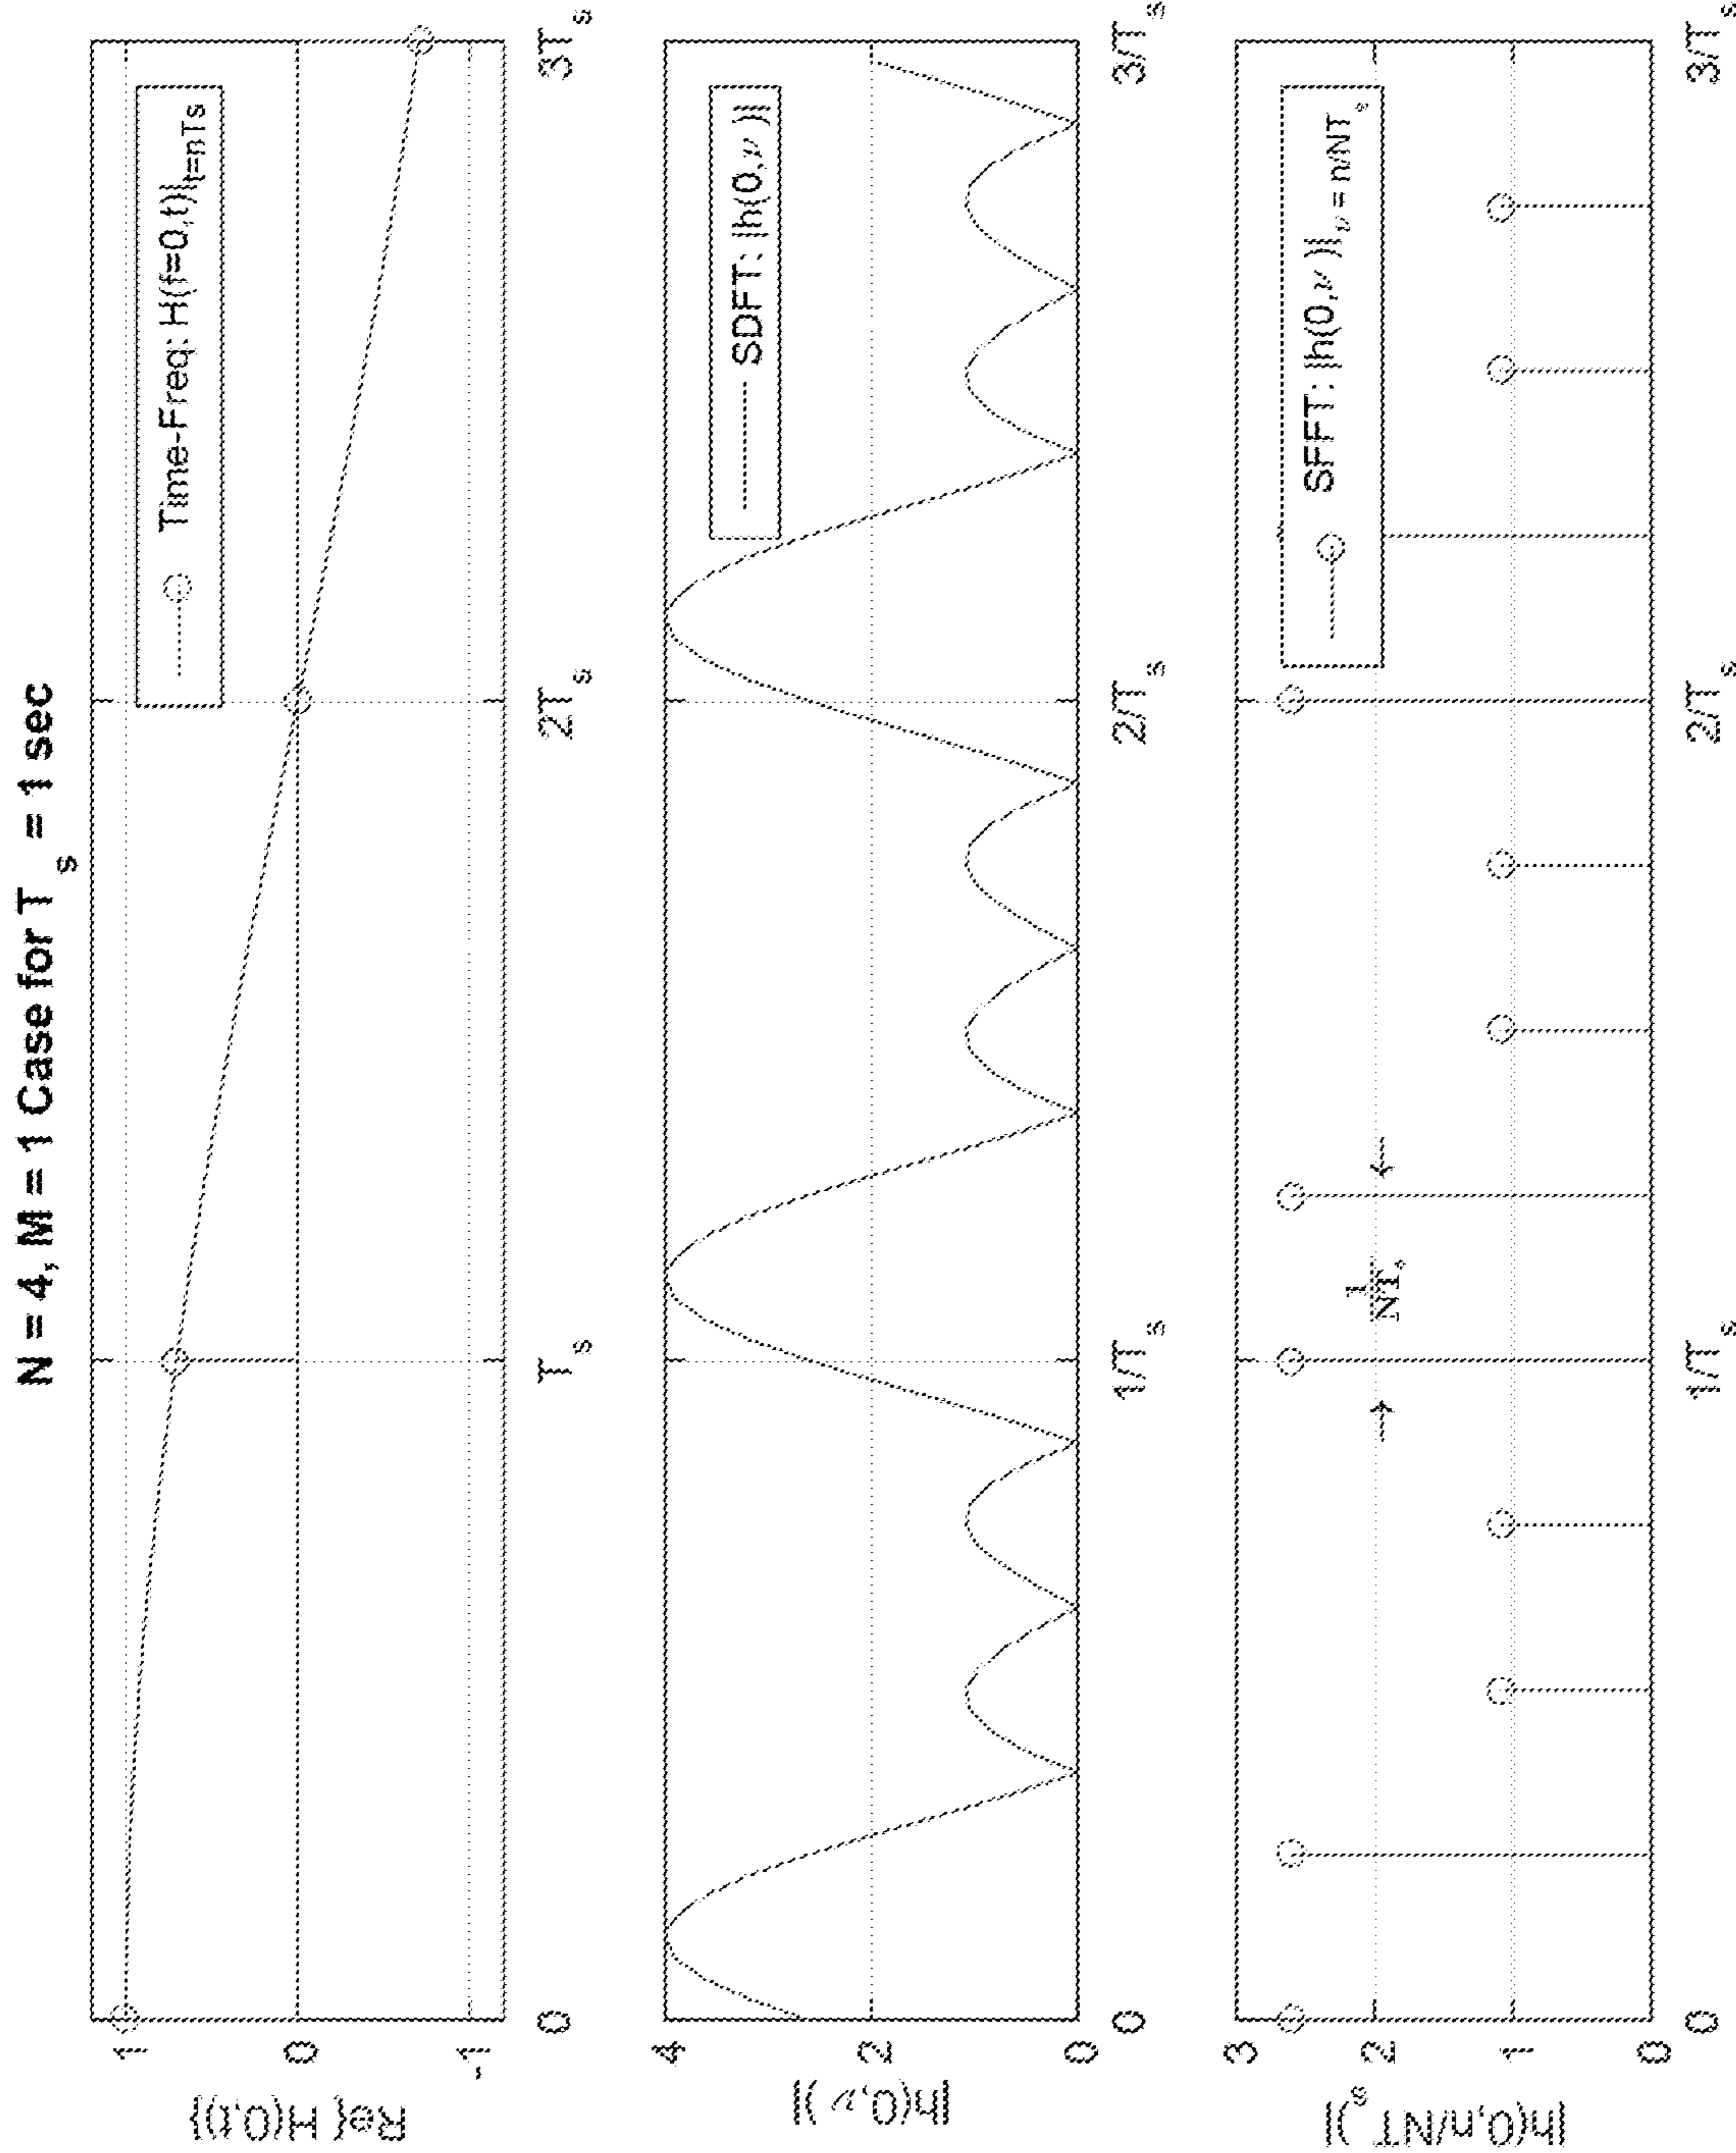 N = 4, M = 1 Case for T_s = 1 sec
Re{ H(0,t)}
1
0
-1
Time-Freq: H(f=0,t)|_{t=nTs}
0
T_s
2T_s
3T_s
|h(0,ν )|
4
2
0
SDFT: |h(0,ν )|
0
1/T_s
2/T_s
3/T_s
|h(0,n/NT_s)|
3
2
1
0
SFFT: |h(0,ν )|_{ν = n/NT_s}
1
NT_s
0
1/T_s
2/T_s
3/T_s